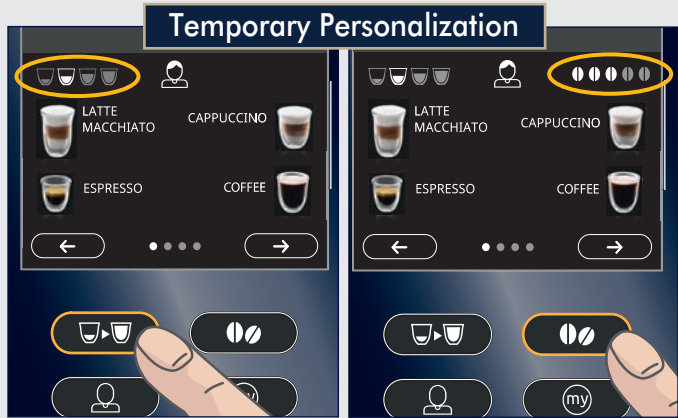 Temporary Personalization
LATTE
MACCHIATO
CAPPUCCINO
ESPRESSO
COFFEE
LATTE
MACCHIATO
CAPPUCCINO
ESPRESSO
COFFEE
my